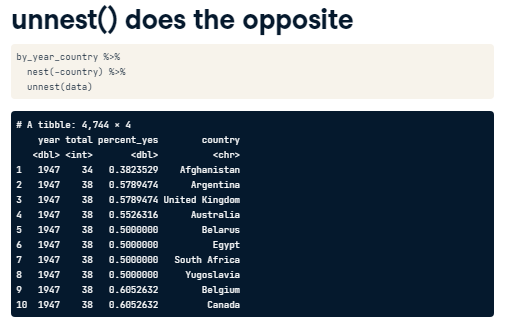 unnest() does the opposite
by_year_country %>%
  nest(-country) %>%
  unnest(data)
# A tibble: 4,744 × 4
    year total percent_yes        country
   <dbl> <int>       <dbl>          <chr>
1   1947    34   0.3823529    Afghanistan
2   1947    38   0.5789474      Argentina
3   1947    38   0.5789474 United Kingdom
4   1947    38   0.5526316      Australia
5   1947    38   0.5000000        Belarus
6   1947    38   0.5000000          Egypt
7   1947    38   0.5000000   South Africa
8   1947    38   0.5000000     Yugoslavia
9   1947    38   0.6052632        Belgium
10  1947    38   0.6052632         Canada